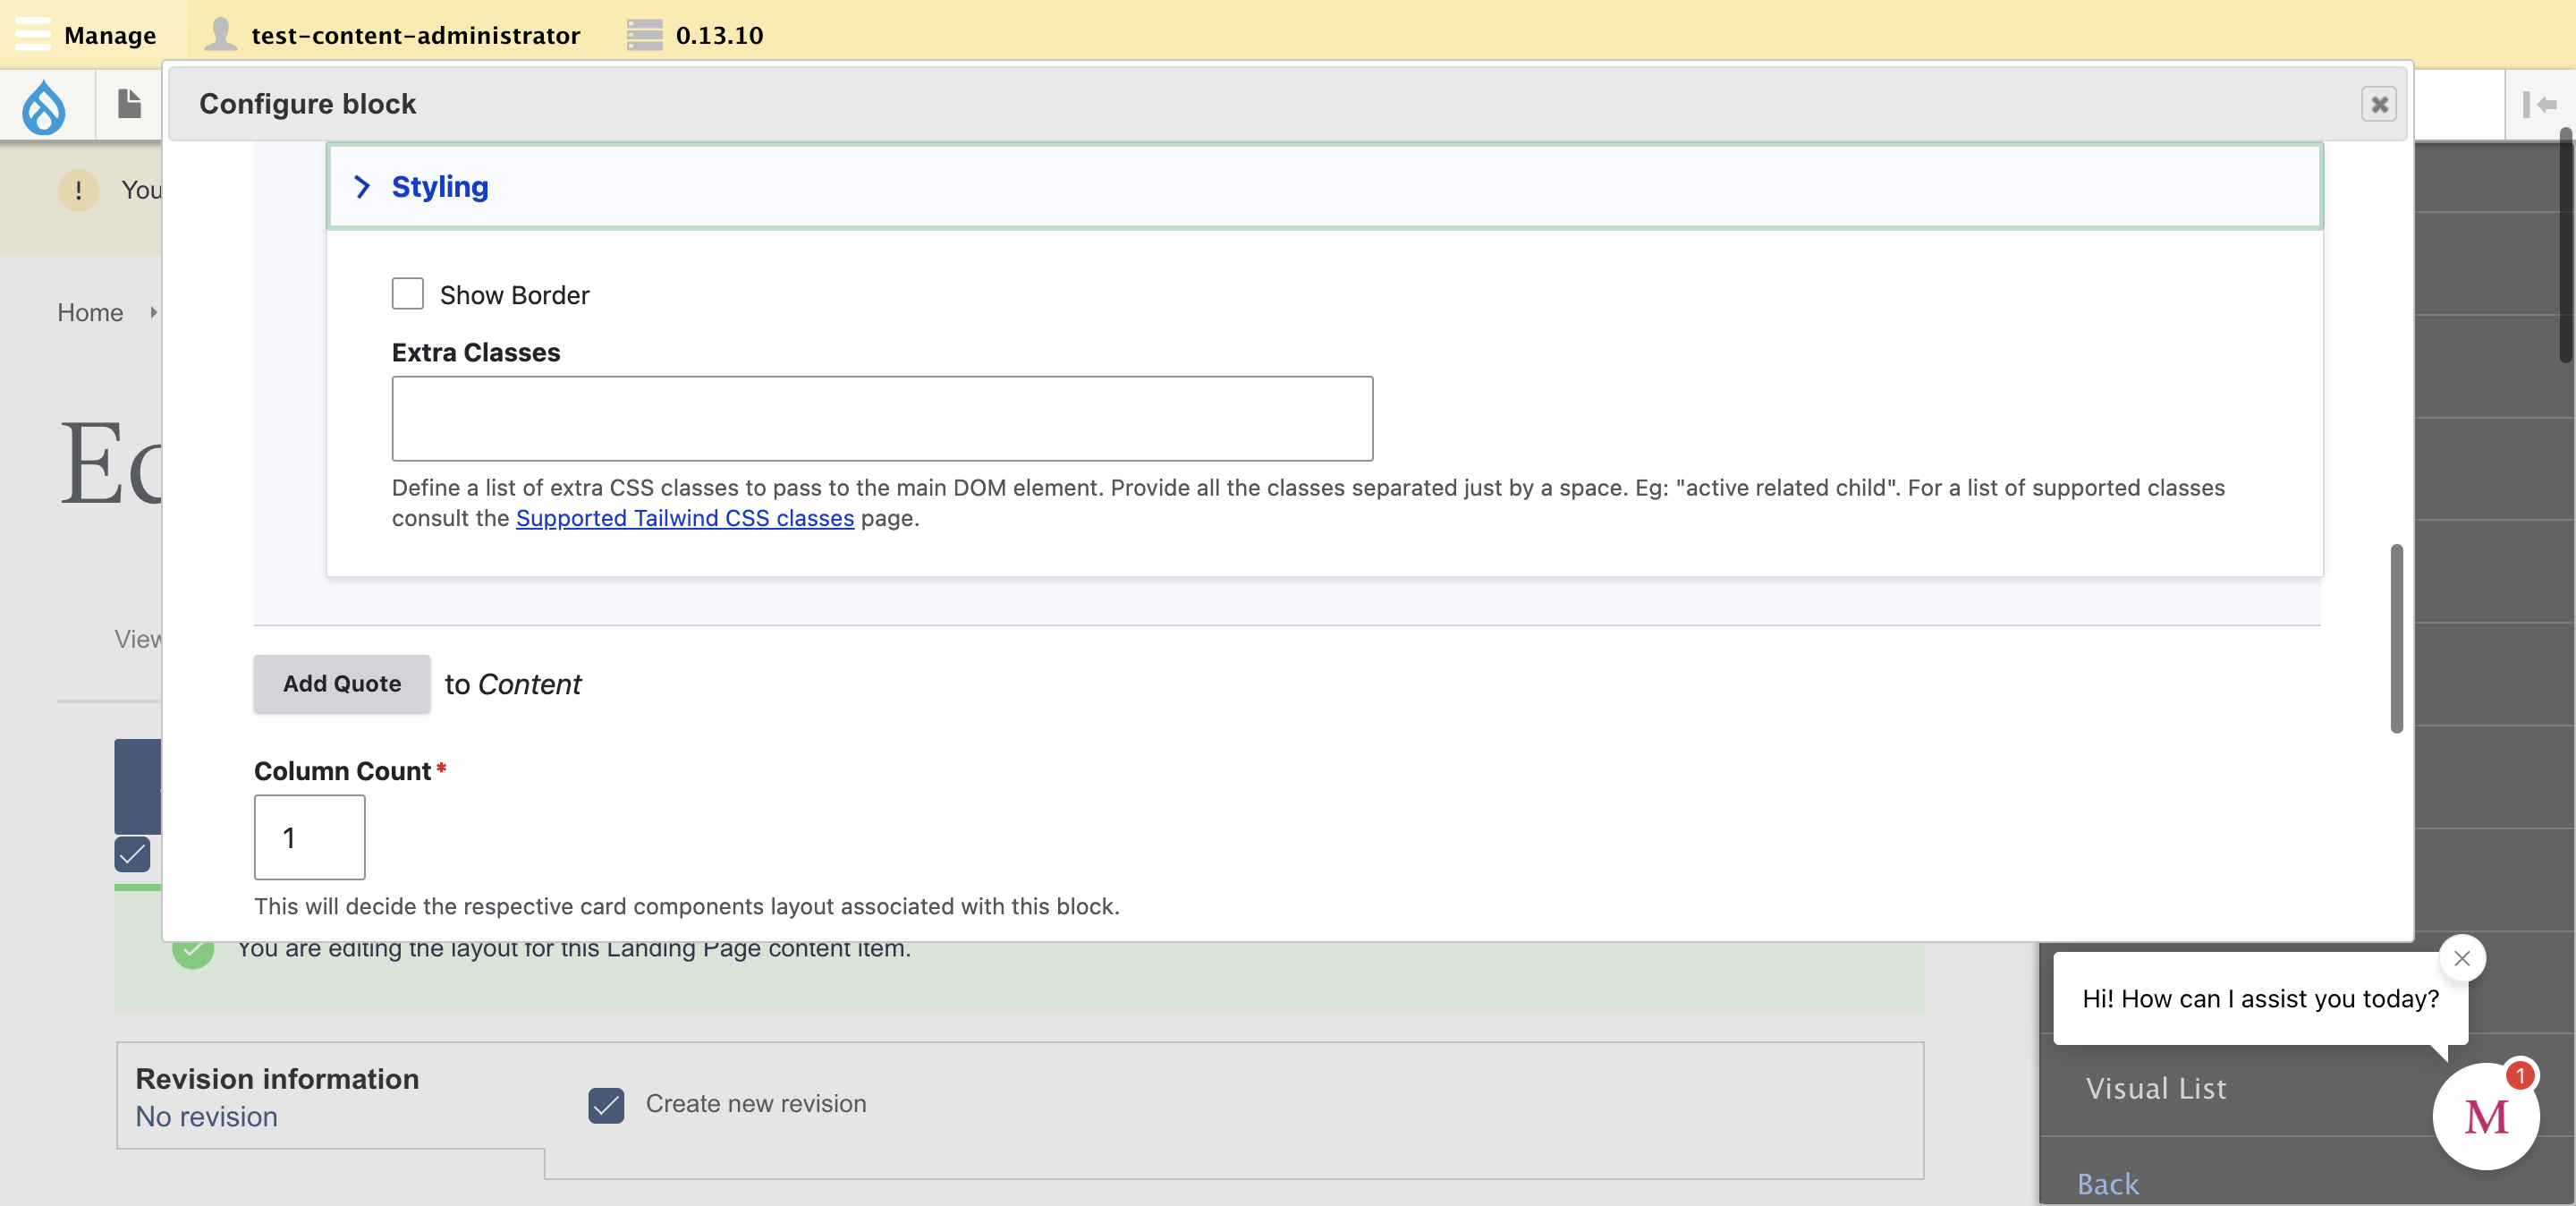 Manage
test-content-administrator
0.13.10
Configure block
You
Home
Styling
Show Border
Extra Classes
Define a list of extra CSS classes to pass to the main DOM element. Provide all the classes separated just by a space. Eg: "active related child". For a list of supported classes
consult the Supported Tailwind CSS classes page.
View
Add Quote to Content
Column Count*
1
This will decide the respective card components layout associated with this block.
You are editing the layout for this Landing Page content item.
Hi! How can I assist you today?
Revision information
No revision
Create new revision
Visual List
1
M
Back